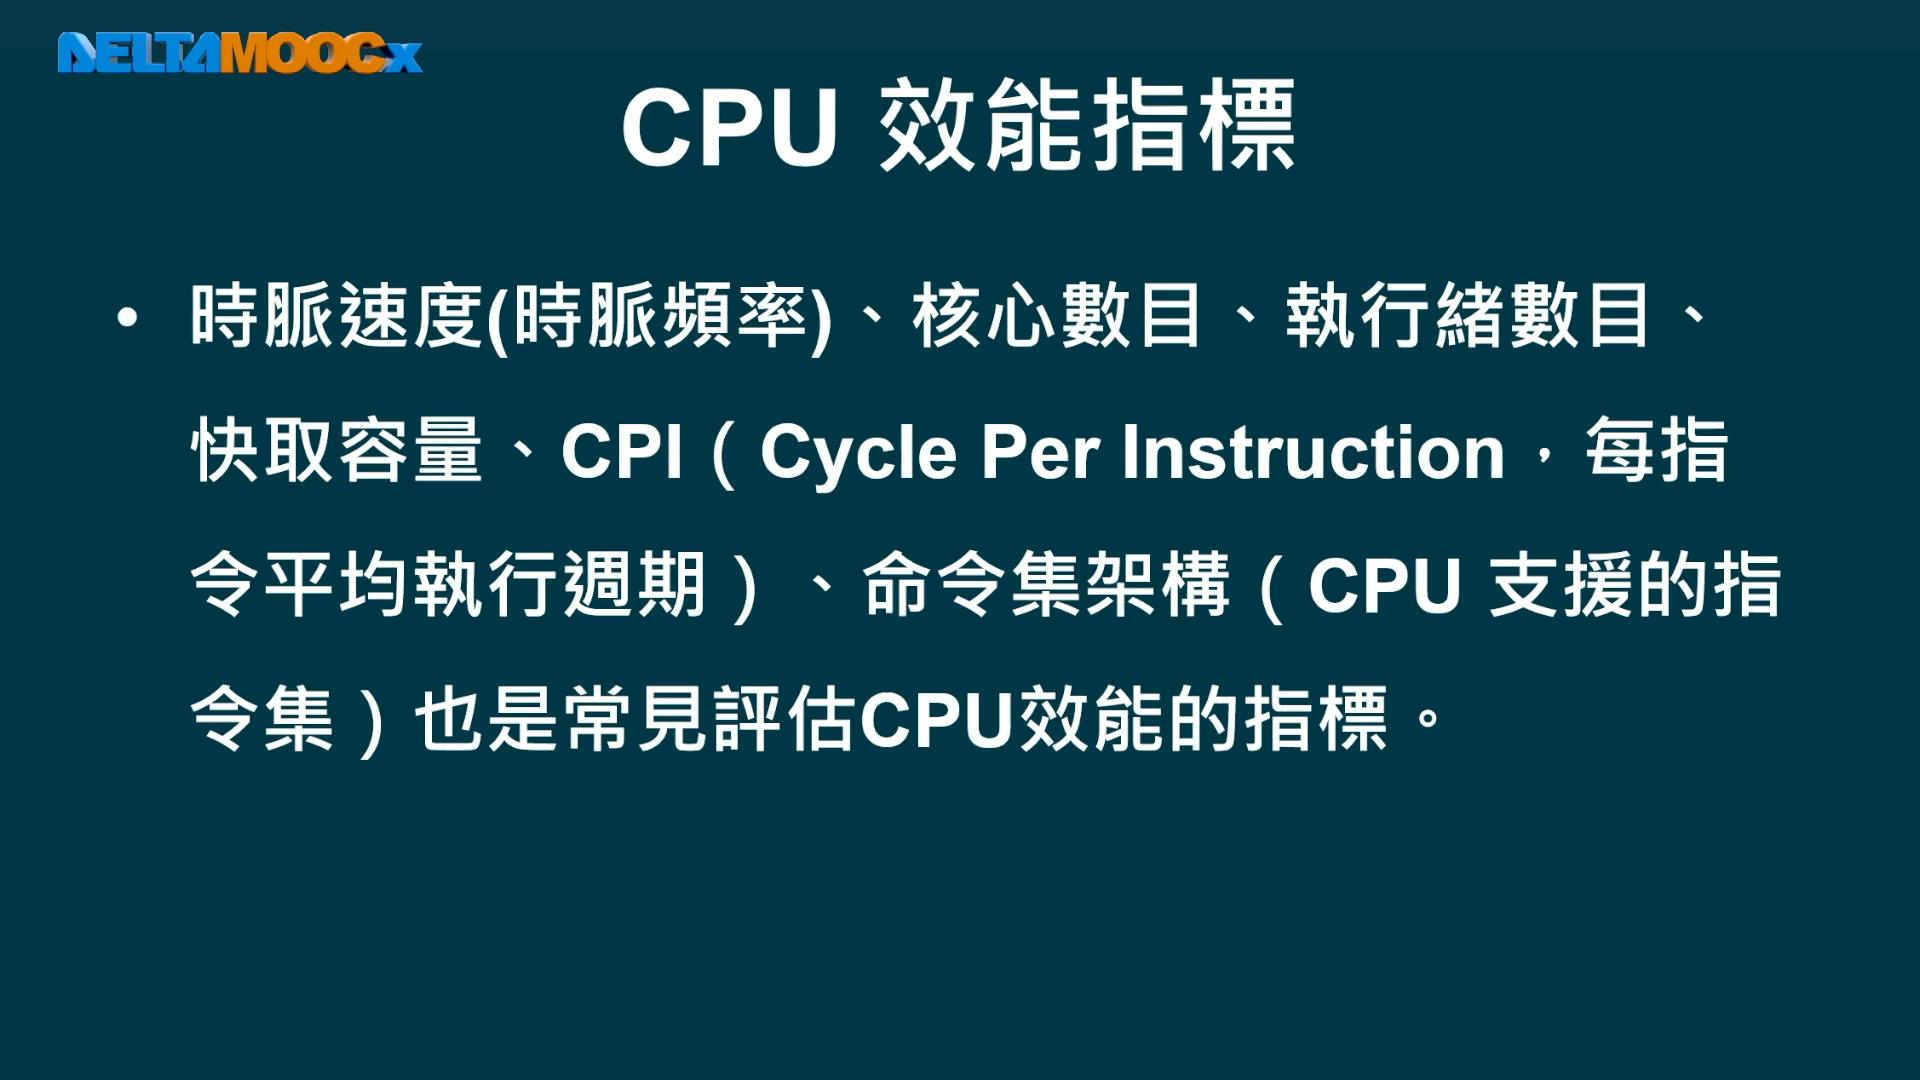 DELTAMOOCx
CPU 效能指標
• 時脈速度(時脈頻率)、核心數目、執行緒數目、
快取容量、CPI（Cycle Per Instruction，每指
令平均執行週期）、命令集架構（CPU 支援的指
令集）也是常見評估CPU效能的指標。